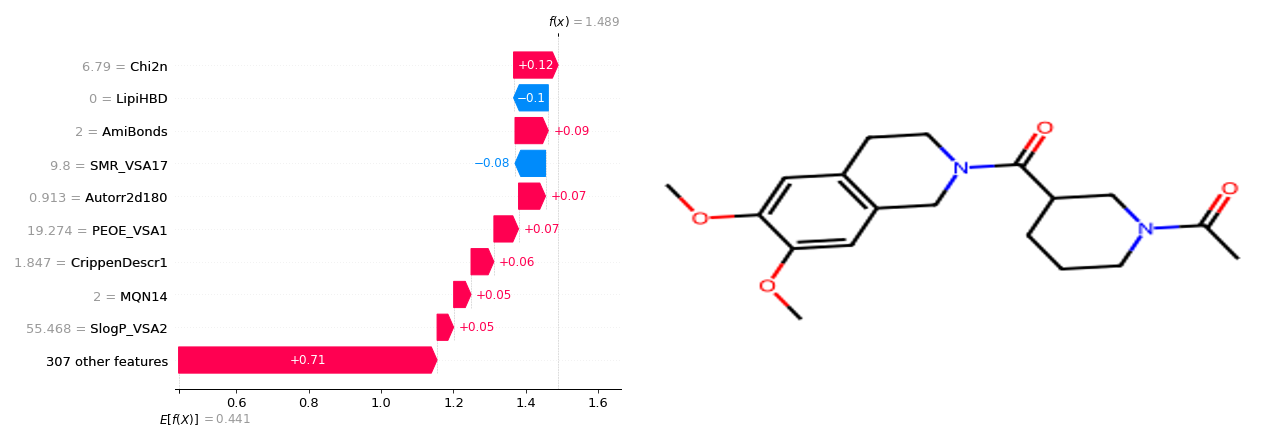 f(x) = 1.489
6.79 = Chi2n
+0.12
0 = LipiHBD
−0.1
2 = AmiBonds
+0.09
9.8 = SMR_VSA17
−0.08
0.913 = Autorr2d180
+0.07
19.274 = PEOE_VSA1
+0.07
1.847 = CrippenDescr1
+0.06
2 = MQN14
+0.05
55.468 = SlogP_VSA2
+0.05
307 other features
+0.71
0.6 0.8 1.0 1.2 1.4 1.6
E[f(X)] = 0.441
O
N
O
O
N
O